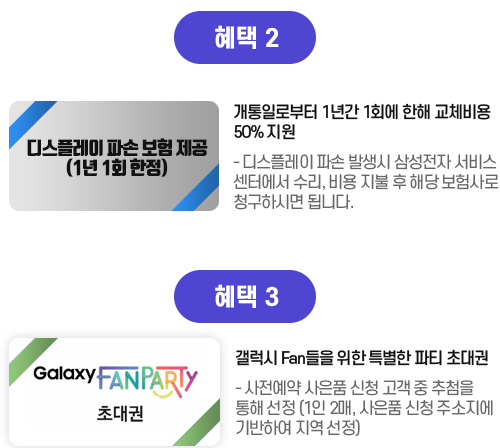 혜택 2
디스플레이 파손 보험 제공
(1년 1회 한정)
개통일로부터 1년간 1회에 한해 교체비용
50% 지원
- 디스플레이 파손 발생시 삼성전자 서비스
센터에서 수리, 비용 지불 후 해당 보험사로
청구하시면 됩니다.
혜택 3
Galaxy FANPARTY
초대권
갤럭시 Fan들을 위한 특별한 파티 초대권
- 사전예약 사은품 신청 고객 중 추첨을
통해 선정 (1인 2매, 사은품 신청 주소지에
기반하여 지역 선정)